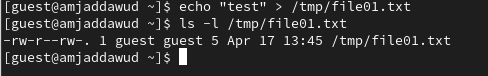 [guest@amjaddawud ~]$ echo "test" > /tmp/file01.txt
[guest@amjaddawud ~]$ ls -l /tmp/file01.txt
-rw-r--rw-. 1 guest guest 5 Apr 17 13:45 /tmp/file01.txt
[guest@amjaddawud ~]$